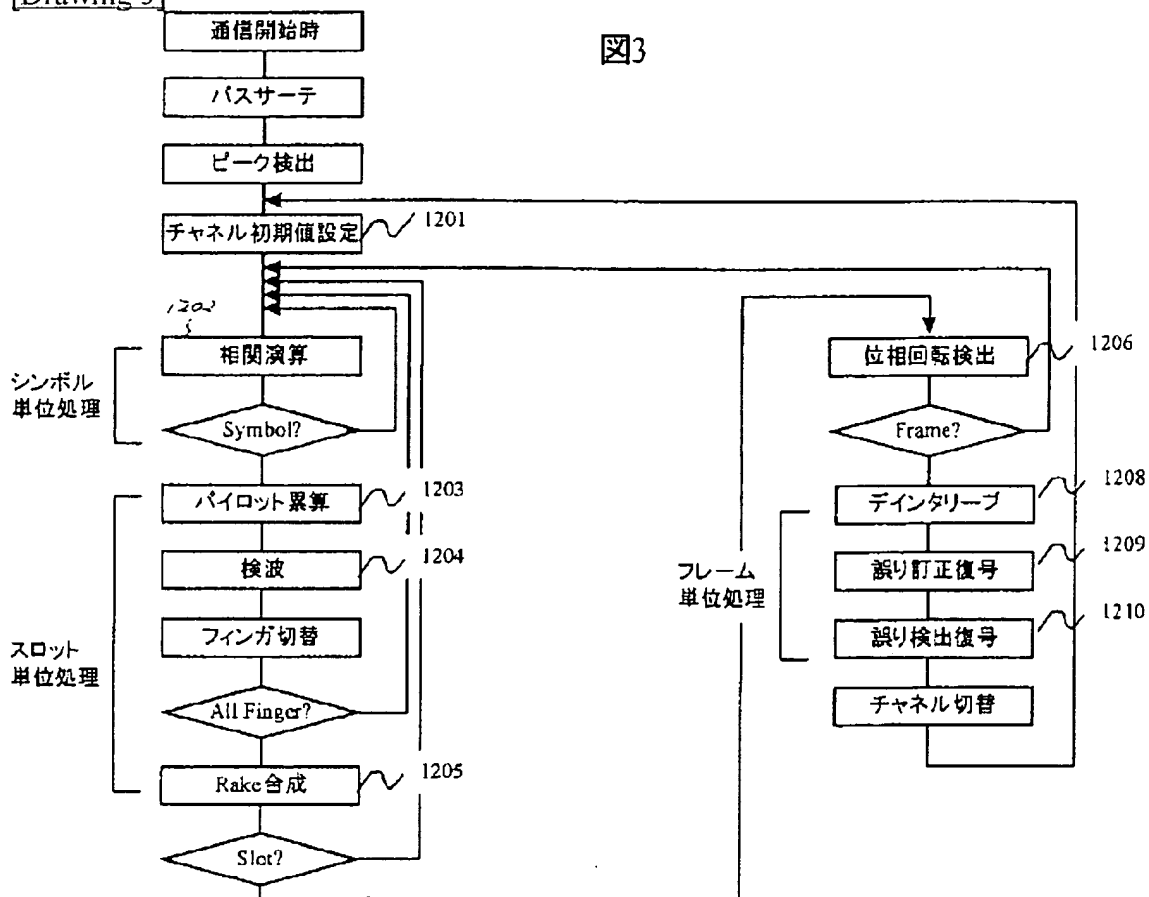 [Drawing 3]
図3
通信開始時
パスサーテ
ピーク検出
チャネル初期値設定
1201
1202
相関演算
シンボル
単位処理
Symbol?
パイロット累算
1203
検波
1204
フィンガ切替
スロット
単位処理
All Finger?
Rake合成
1205
Slot?
位相回転検出
1206
Frame?
デインタリーブ
1208
フレーム
単位処理
誤り訂正復号
1209
誤り検出復号
1210
チャネル切替